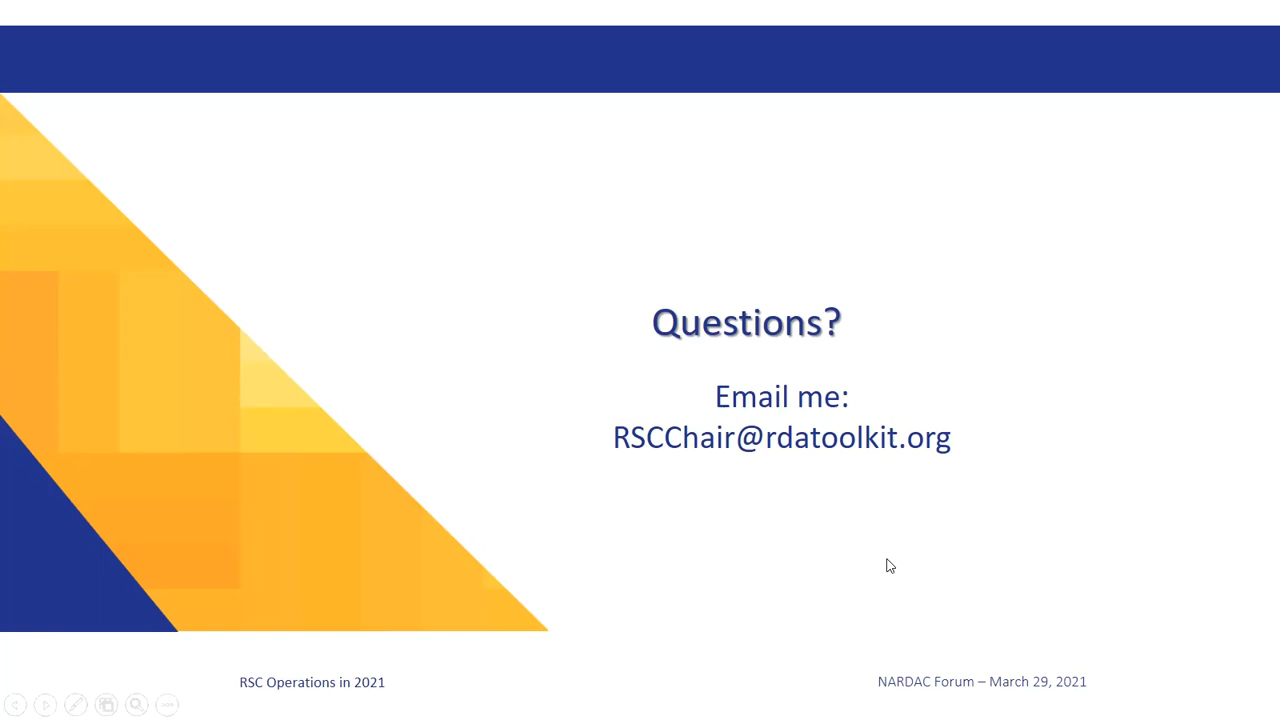 Questions?
Email me:
RSCChair@rdatoolkit.org
RSC Operations in 2021
NARDAC Forum – March 29, 2021